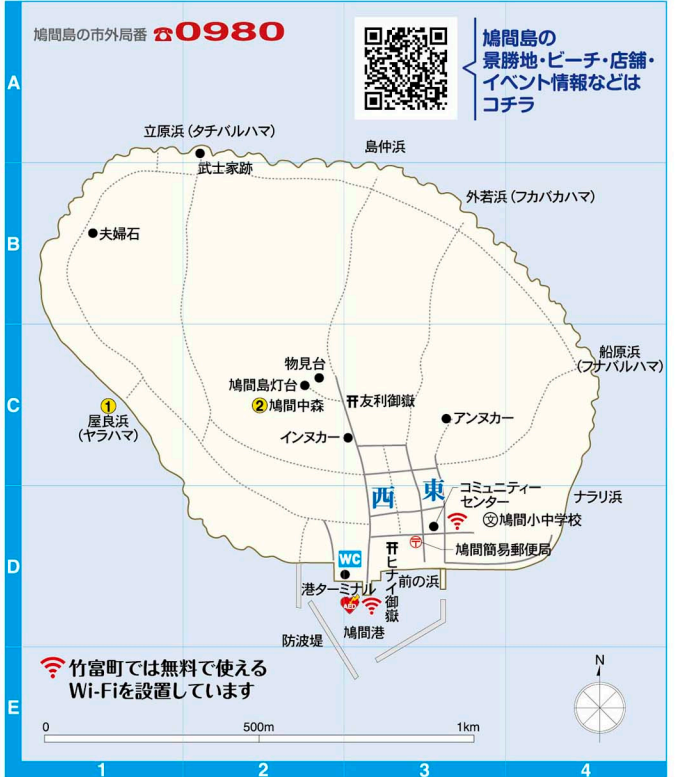 鳩間島の市外局番 ☎0980
鳩間島の
景勝地・ビーチ・店舗・
イベント情報などは
コチラ
A
立原浜(タチバルハマ)
島仲浜
武士家跡
外若浜(フカバカハマ)
B
夫婦石
物見台
船原浜
(フナバルハマ)
鳩間島灯台
C
① 
屋良浜
(ヤラハマ)
② 鳩間中森
友利御嶽
アンヌカー
インヌカー
西
東
コミュニティー
センター
ナラリ浜
文 鳩間小中学校
鳩間簡易郵便局
D
WC
ヒナイ御嶽
前の浜
港ターミナル
AED
鳩間港
防波堤
竹富町では無料で使える
Wi-Fiを設置しています
N
E
0 500m 1km
1 2 3 4